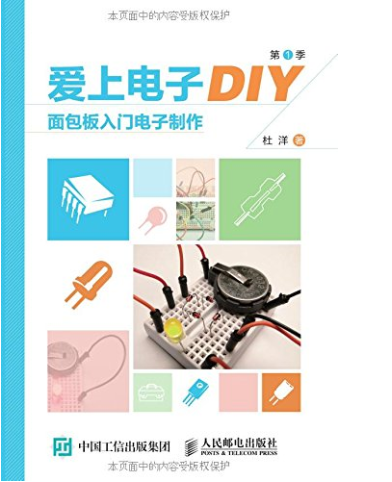 本页面中的内容受版权保护
第1季
爱上电子DIY
面包板入门电子制作
杜 洋 著
中国工信出版集团
人民邮电出版社
POSTS & TELECOM PRESS
本页面中的内容受版权保护